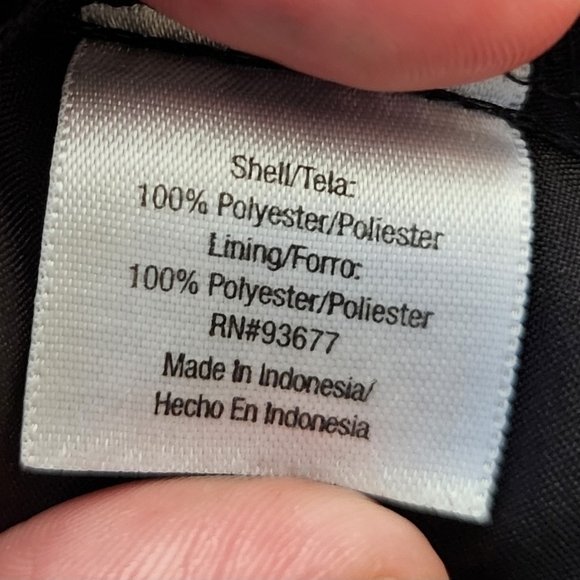 Shell/Tela:
100% Polyester/Poliester
Lining/Forro:
100% Polyester/Poliester
RN#93677
Made In Indonesia/
Hecho En Indonesia